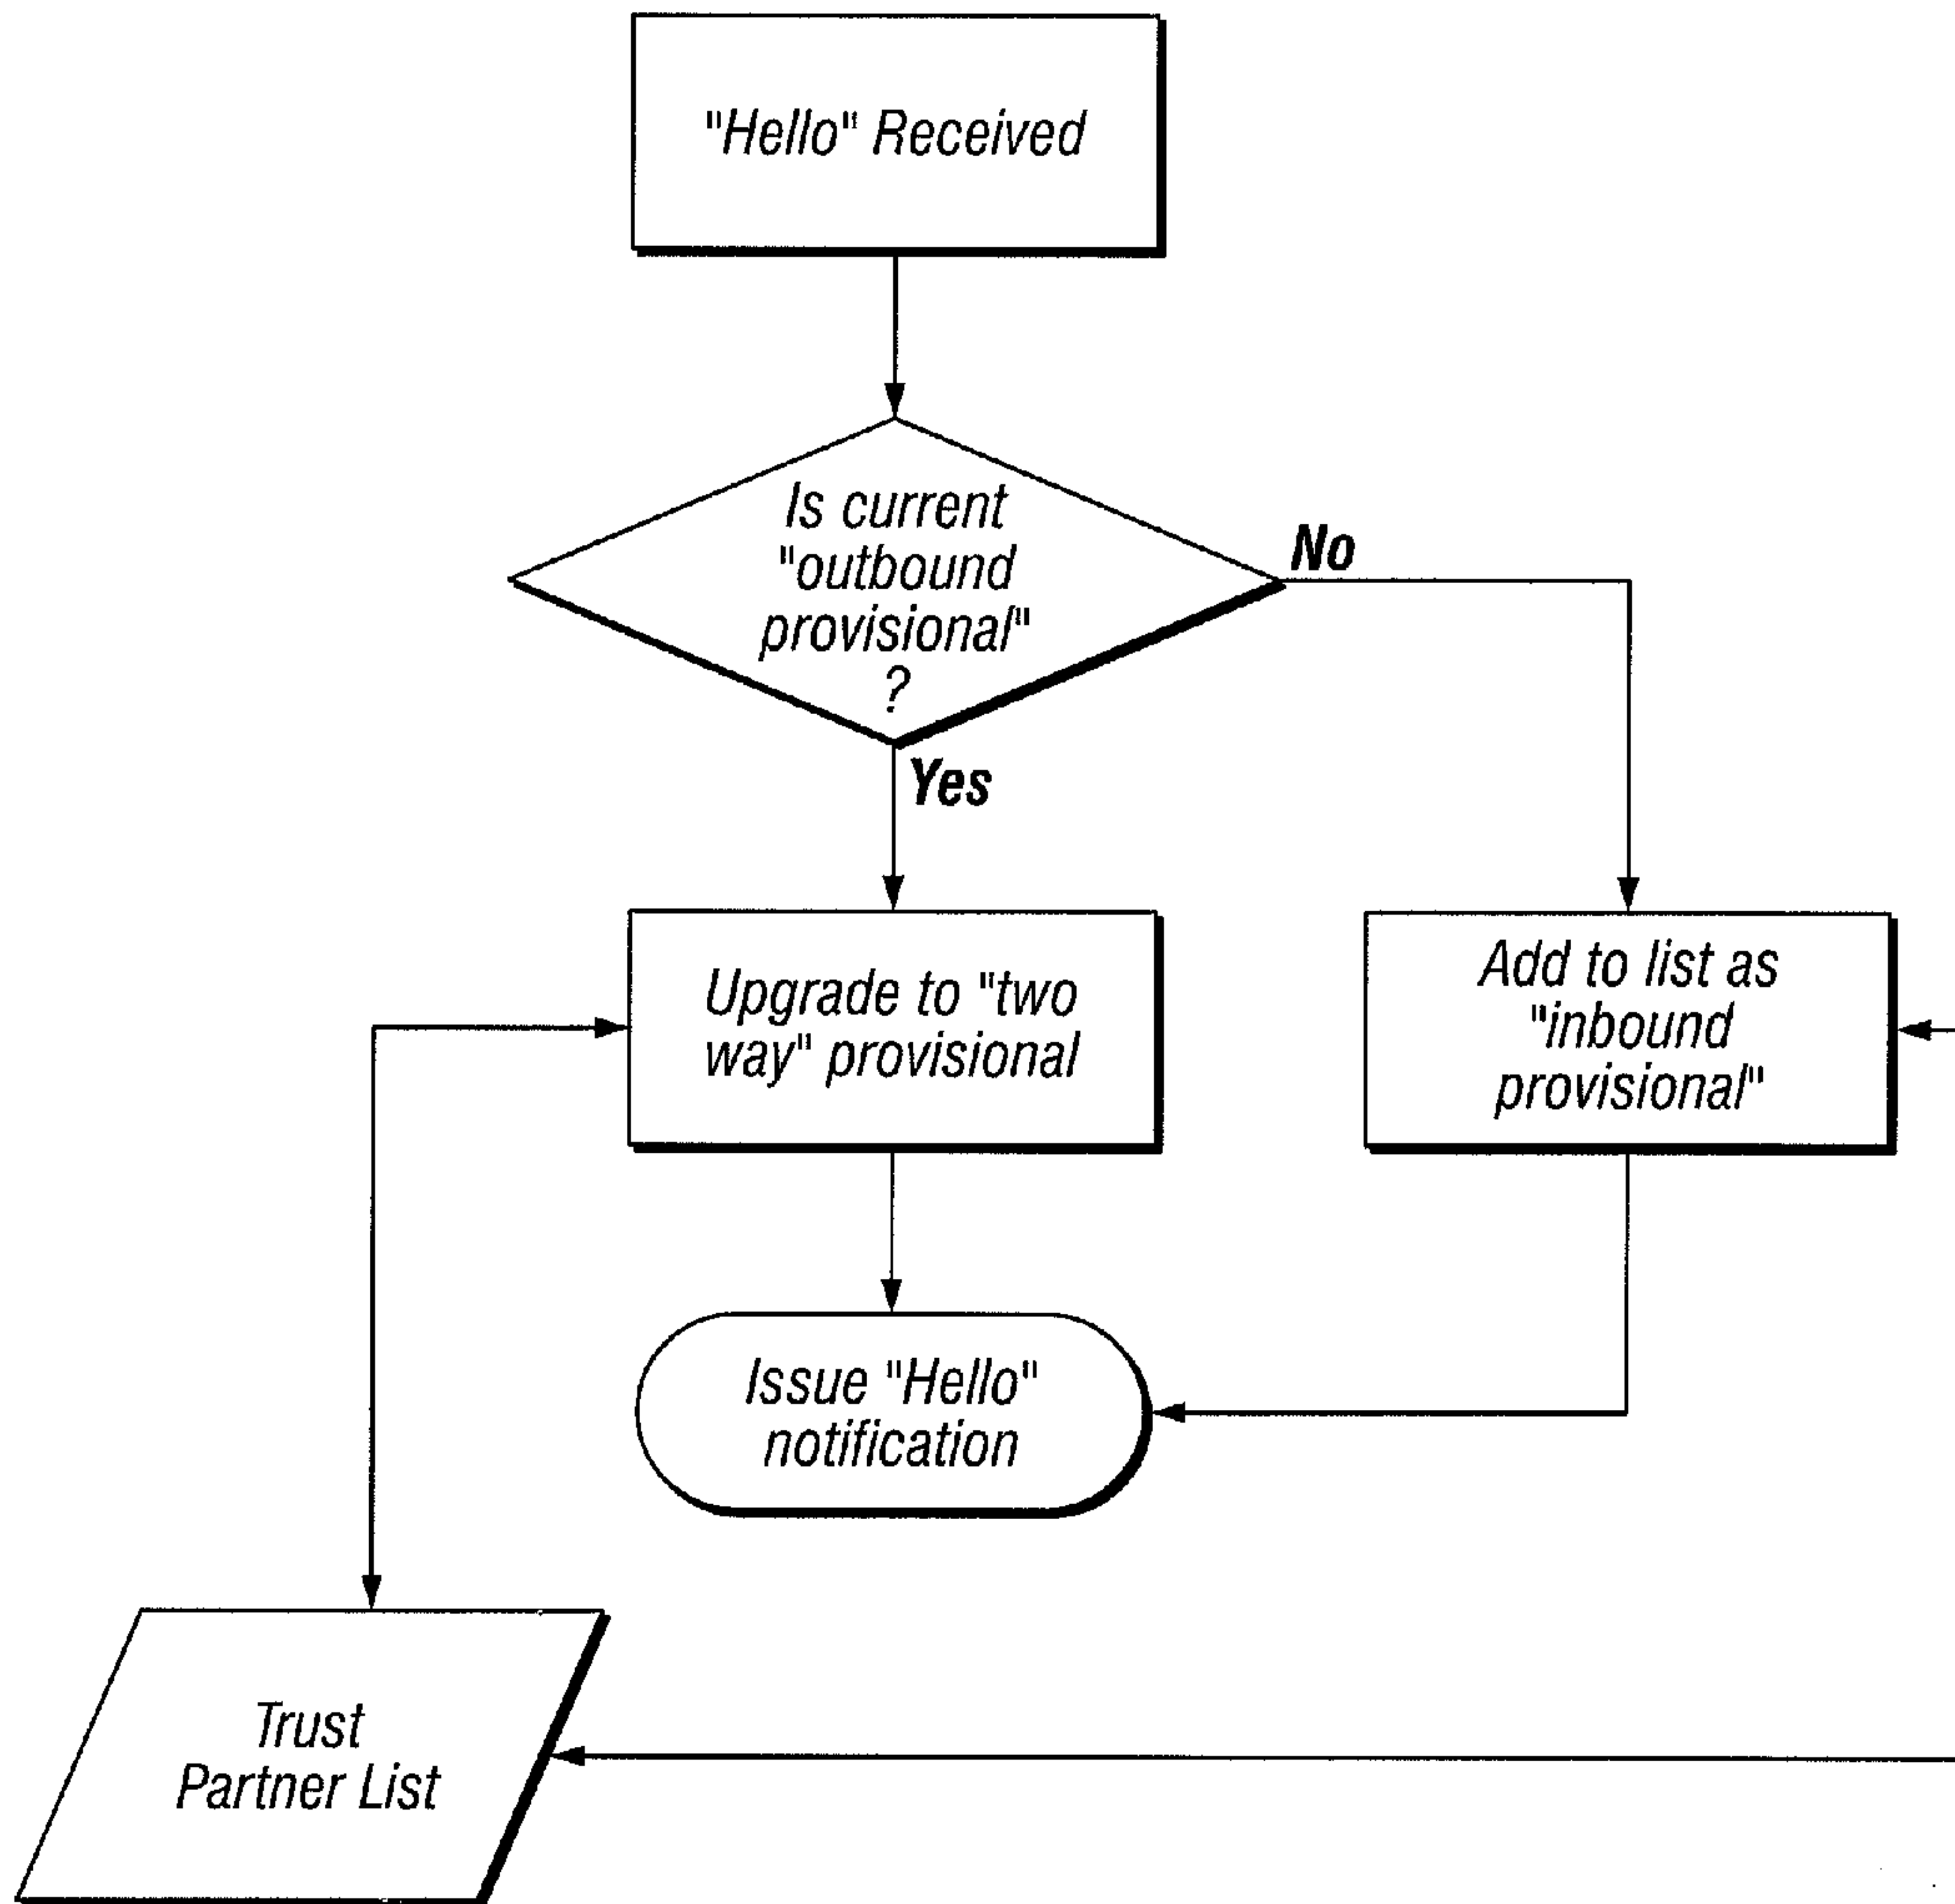 "Hello" Received
Is current
"outbound
provisional"
?
No
Yes
Upgrade to "two
way" provisional
Add to list as
"inbound
provisional"
Issue "Hello"
notification
Trust
Partner List